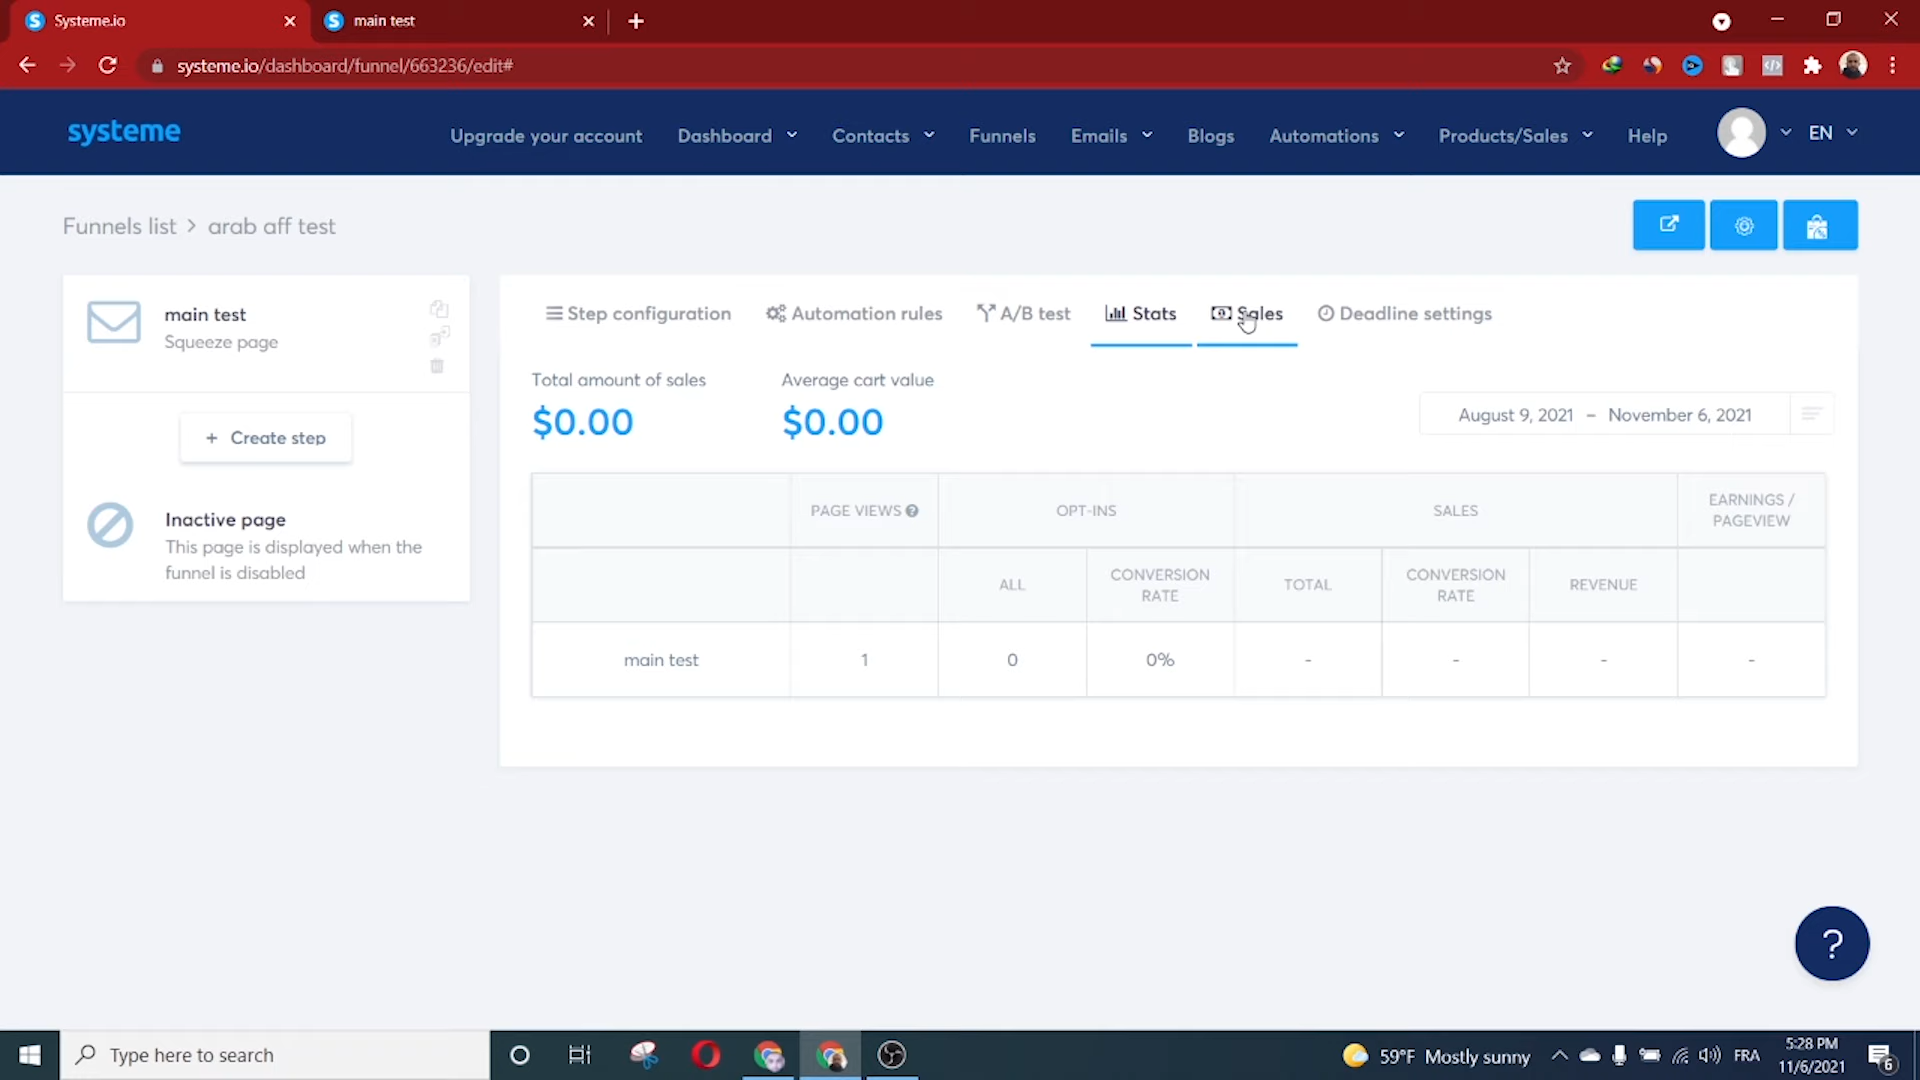 Systeme.io
main test
systeme.io/dashboard/funnel/663236/edit#
systeme
Upgrade your account
Dashboard
Contacts
Funnels
Emails
Blogs
Automations
Products/Sales
Help
EN
Funnels list > arab aff test
main test
Squeeze page
+ Create step
Inactive page
This page is displayed when the
funnel is disabled
Step configuration
Automation rules
A/B test
Stats
Sales
Deadline settings
Total amount of sales
$0.00
Average cart value
$0.00
August 9, 2021 – November 6, 2021
PAGE VIEWS ?
OPT-INS
SALES
EARNINGS /
PAGEVIEW
ALL
CONVERSION
RATE
TOTAL
CONVERSION
RATE
REVENUE
main test
1
0
0%
-
-
-
-
?
Type here to search
59°F Mostly sunny
FRA
5:28 PM
11/6/2021
6